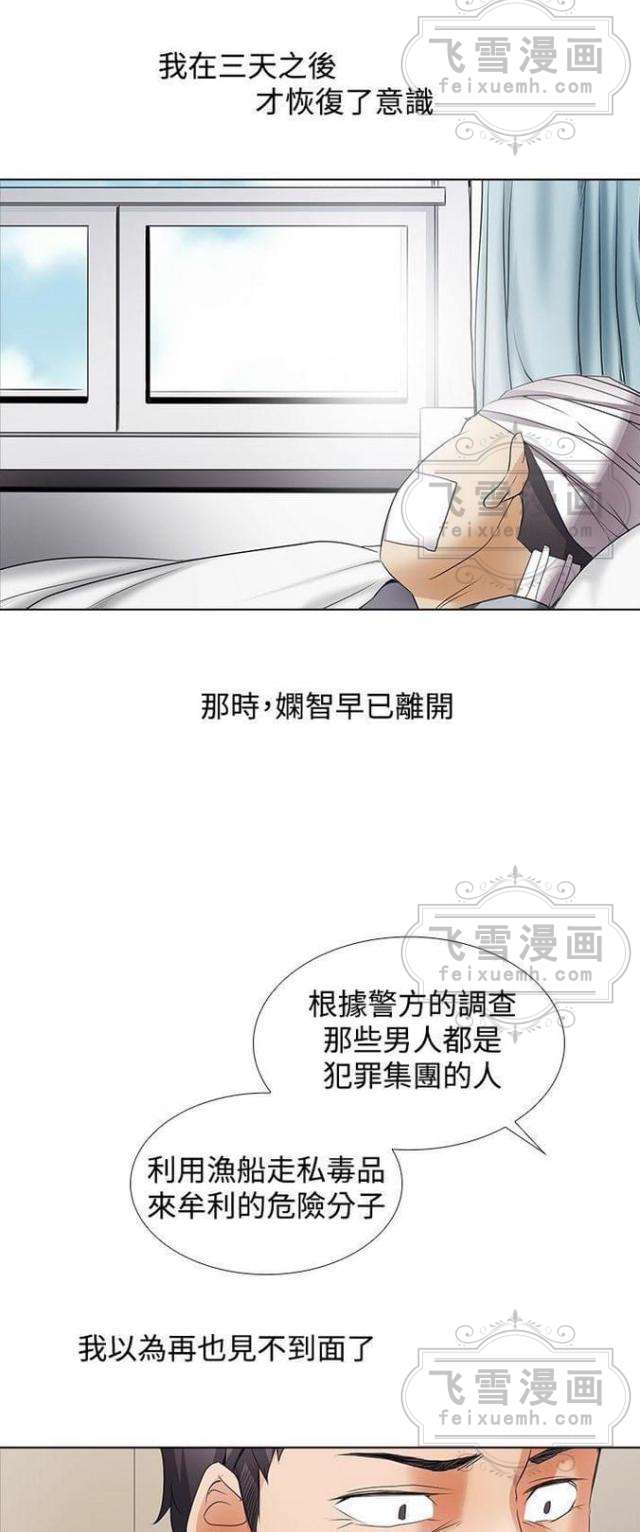 飞雪漫画
feixuemh.com
我在三天之後
才恢復了意識
飞雪漫画
feixuemh.com
那時，嫻智早已離開
飞雪漫画
feixuemh.com
根據警方的調查
那些男人都是
犯罪集團的人
利用漁船走私毒品
來牟利的危險分子
我以為再也見不到面了
飞雪漫画
feixuemh.com